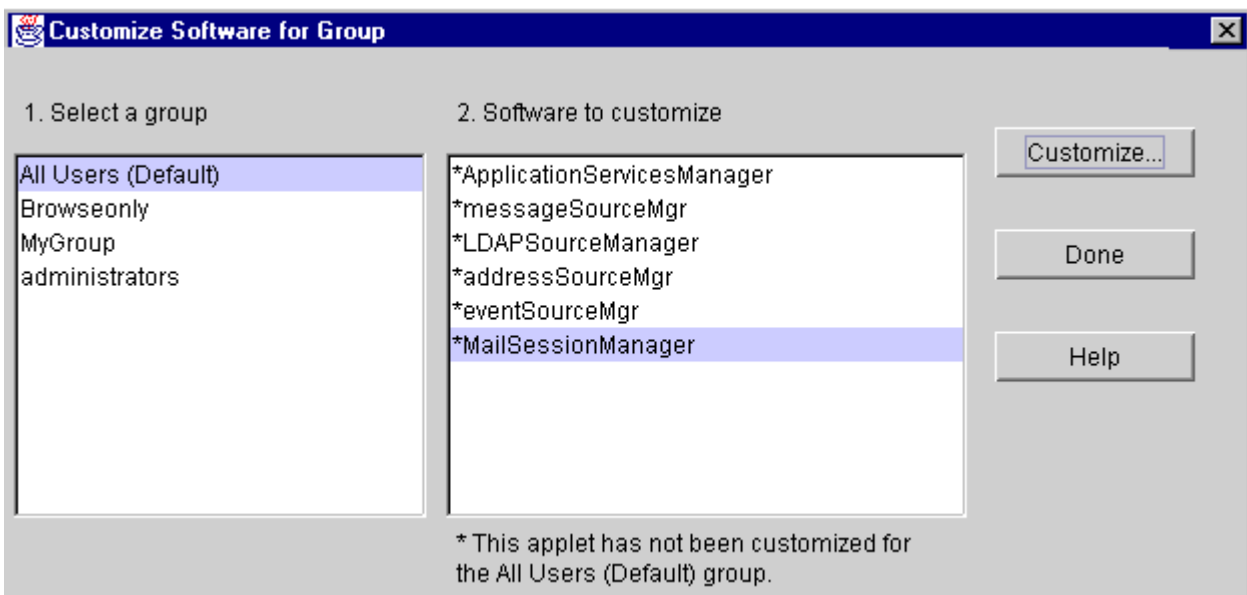 Customize Software for Group
1. Select a group
2. Software to customize
All Users (Default)
Browseonly
MyGroup
administrators
*ApplicationServicesManager
*messageSourceMgr
*LDAPSourceManager
*addressSourceMgr
*eventSourceMgr
*MailSessionManager
* This applet has not been customized for
the All Users (Default) group.
Customize...
Done
Help